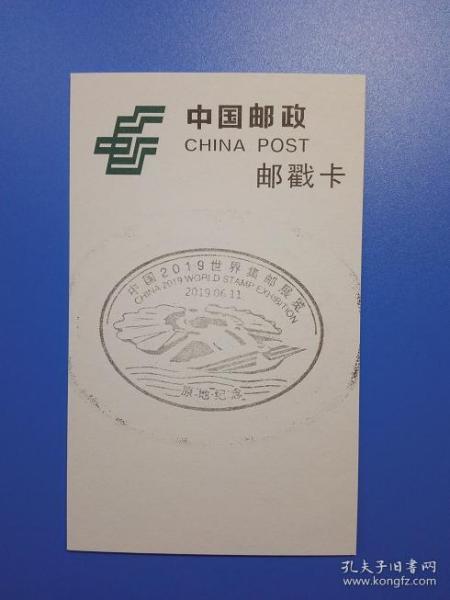 中国邮政
CHINA POST
邮戳卡
中国2019世界集邮展览
CHINA 2019 WORLD STAMP EXHIBITION
2019.06.11
原地纪念
孔夫子旧书网
www.kongfz.com